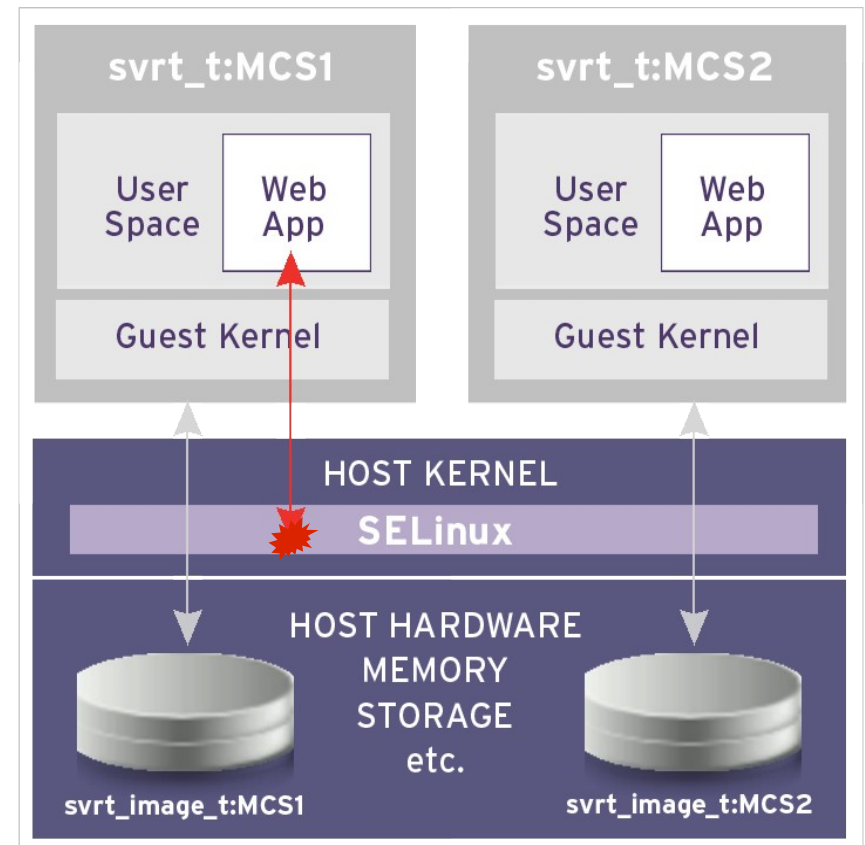 svrt_t:MCS1
User
Space
Web
App
Guest Kernel
svrt_t:MCS2
User
Space
Web
App
Guest Kernel
HOST KERNEL
SELinux
HOST HARDWARE
MEMORY
STORAGE
etc.
svrt_image_t:MCS1
svrt_image_t:MCS2